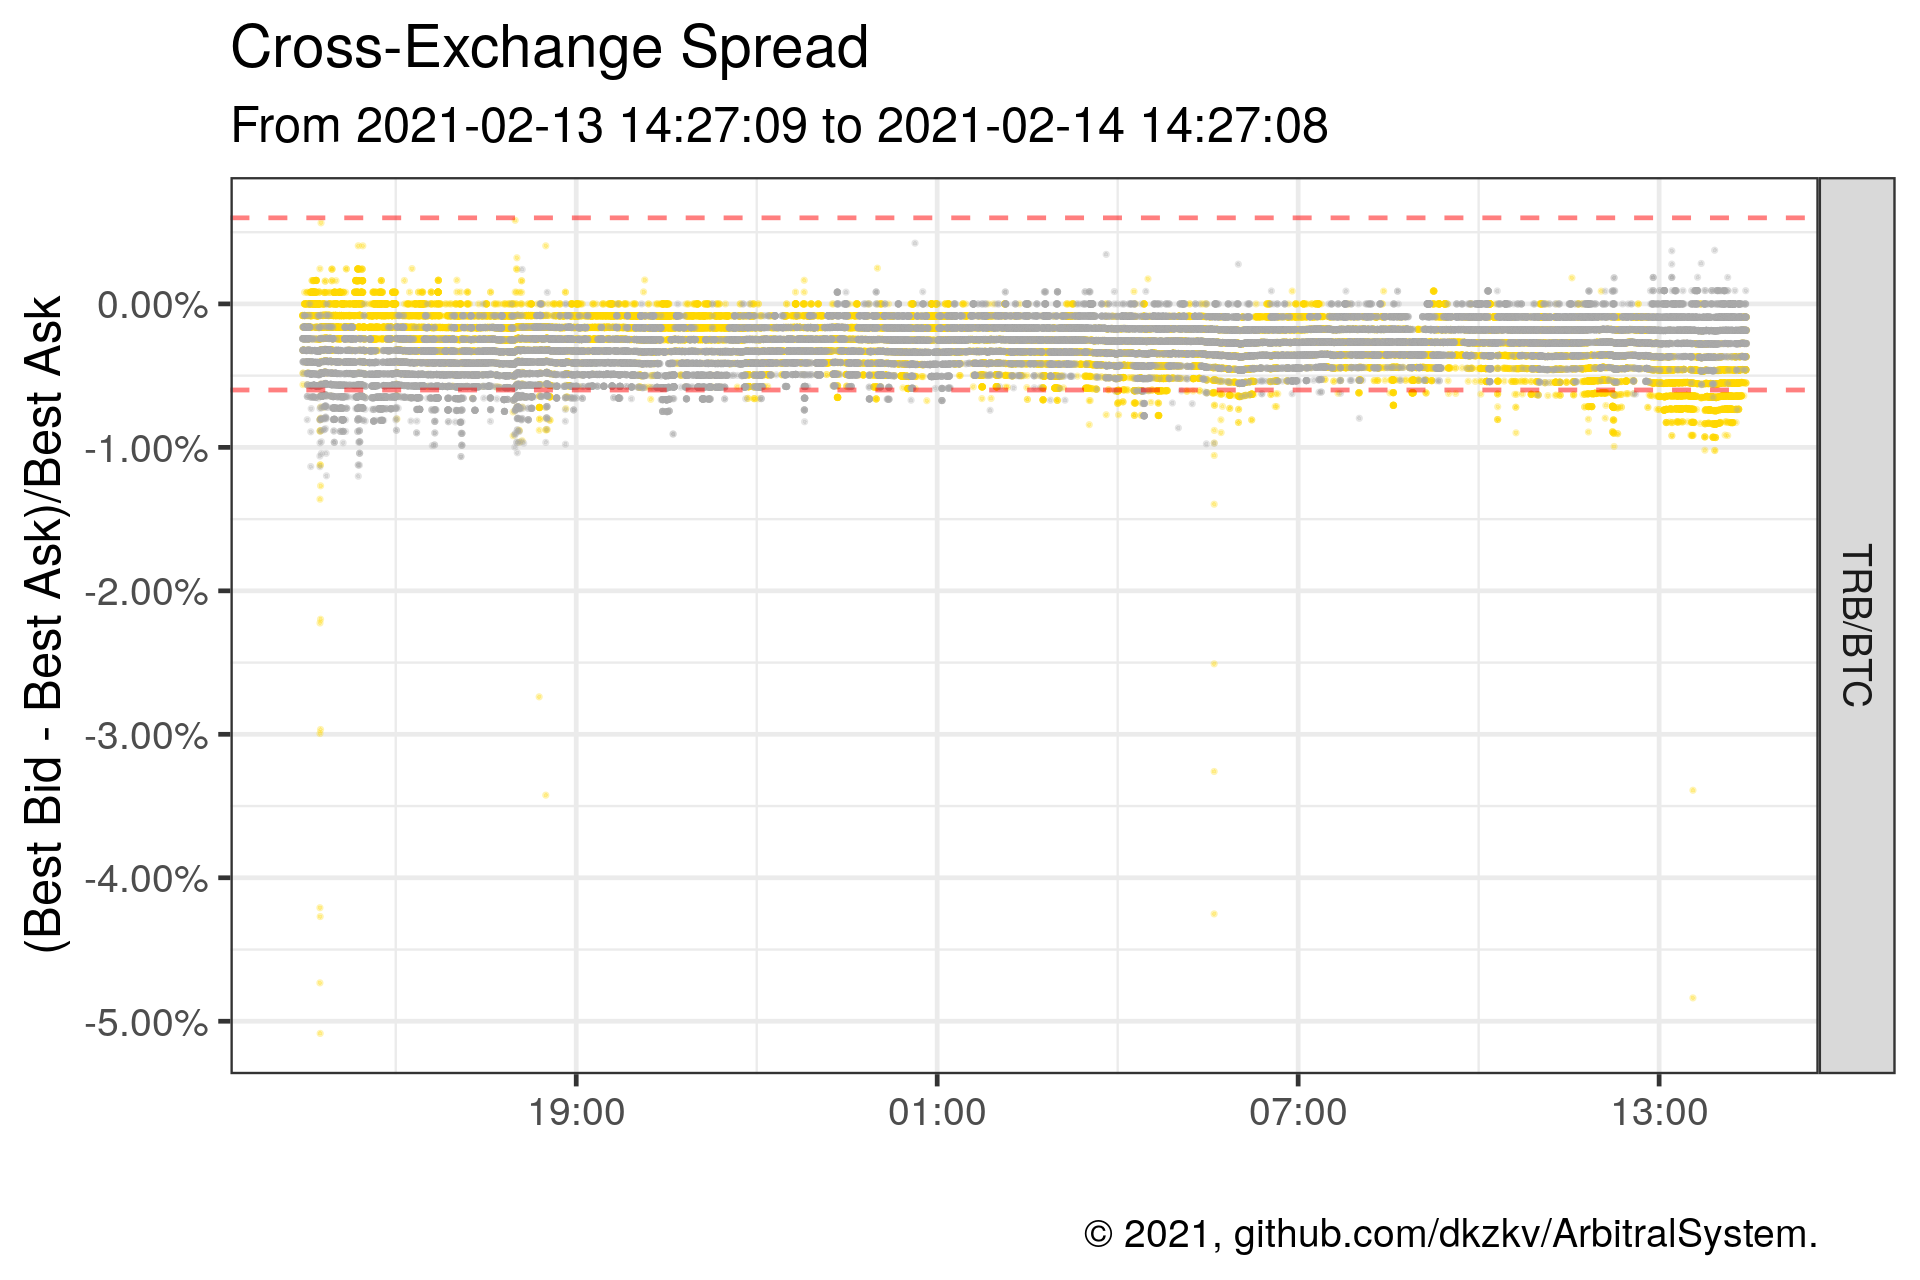 Cross-Exchange Spread
From 2021-02-13 14:27:09 to 2021-02-14 14:27:08
(Best Bid - Best Ask)/Best Ask
0.00%
-1.00%
-2.00%
-3.00%
-4.00%
-5.00%
TRB/BTC
19:00
01:00
07:00
13:00
© 2021, github.com/dkzkv/ArbitralSystem.